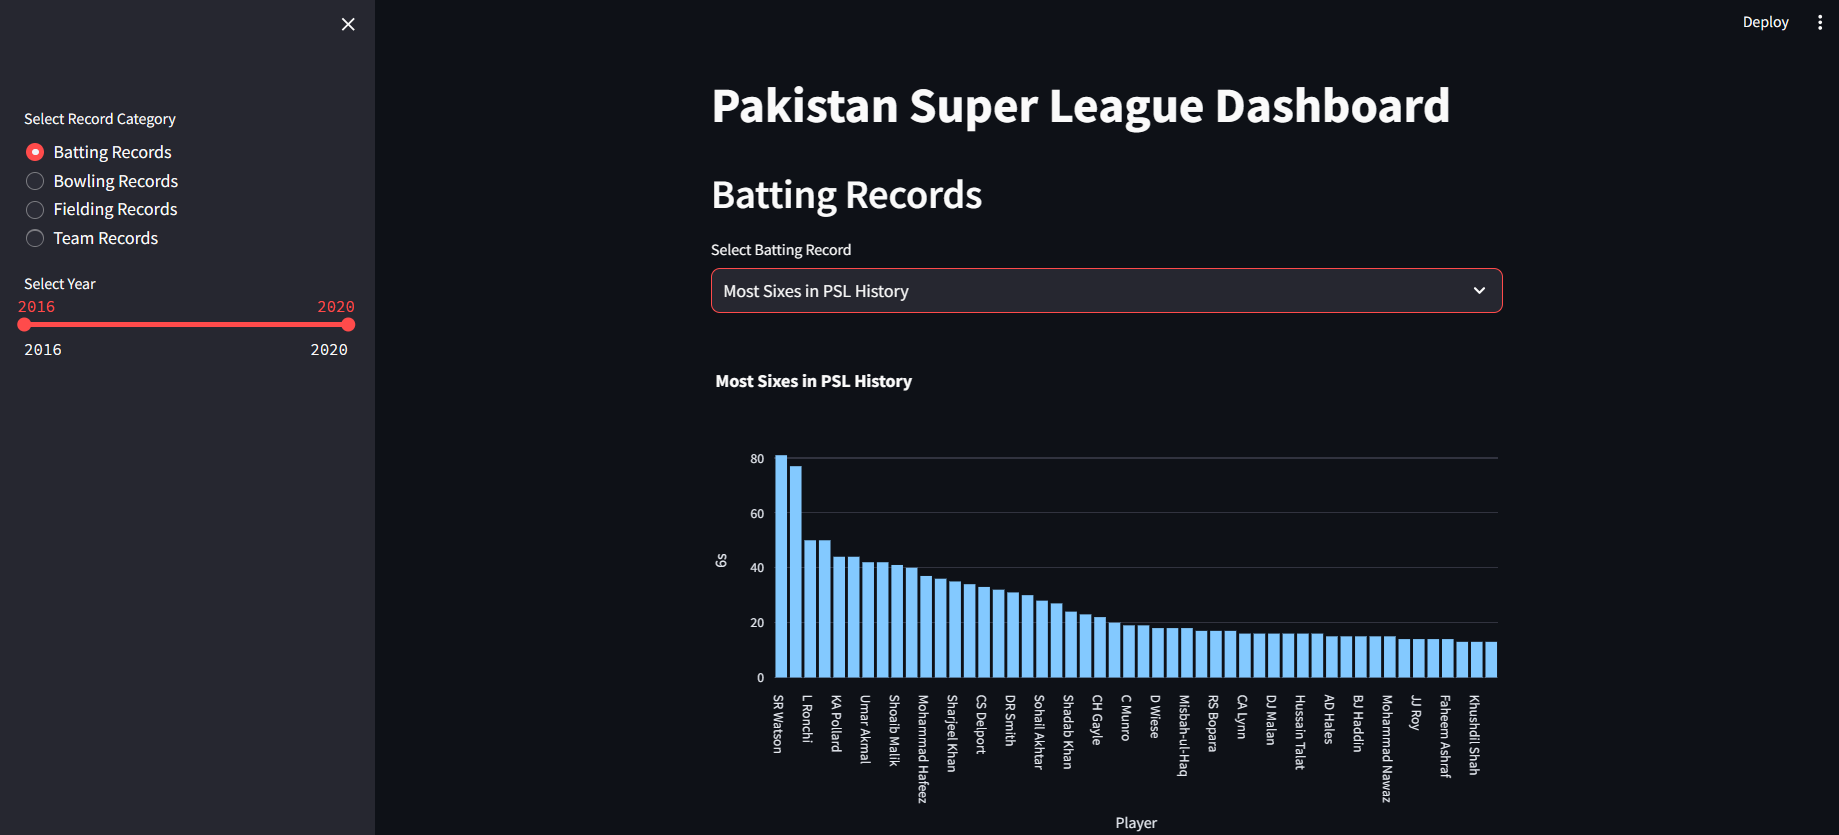 Deploy
Select Record Category
Batting Records
Bowling Records
Fielding Records
Team Records
Select Year
2016 2020
2016 2020
Pakistan Super League Dashboard
Batting Records
Select Batting Record
Most Sixes in PSL History
Most Sixes in PSL History
6s
80
60
40
20
0
SR Watson
L Ronchi
KA Pollard
Umar Akmal
Shoaib Malik
Mohammad Hafeez
Sharjeel Khan
CS Delport
DR Smith
Sohail Akhtar
Shadab Khan
CH Gayle
C Munro
D Wiese
Misbah-ul-Haq
RS Bopara
CA Lynn
DJ Malan
Hussain Talat
AD Hales
BJ Haddin
Mohammad Nawaz
JJ Roy
Faheem Ashraf
Khushdil Shah
Player